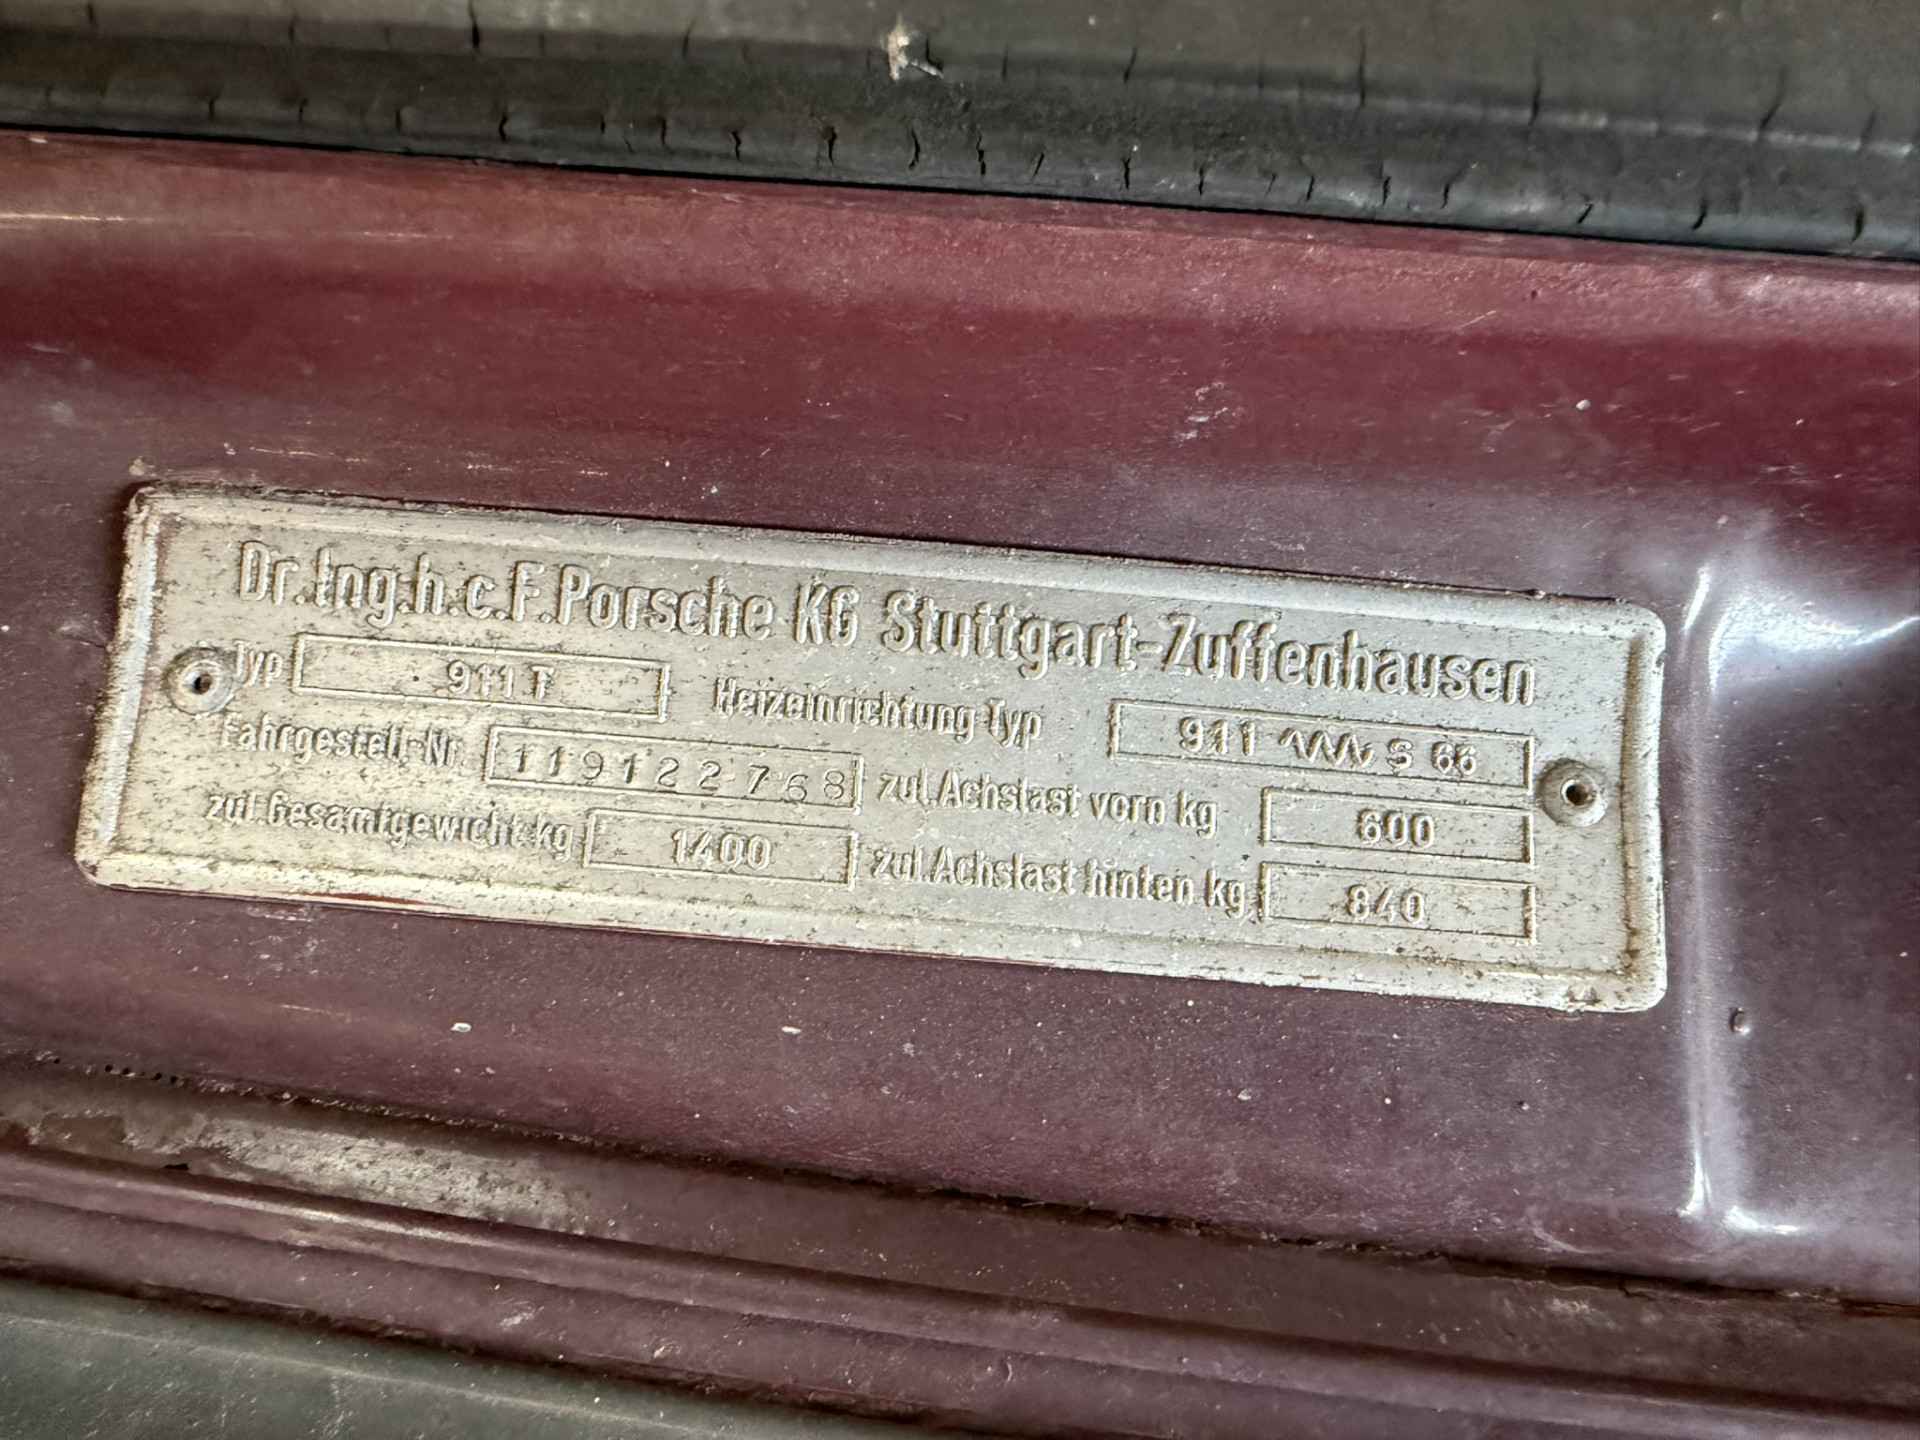 Dr. Ing. h. c. F. Porsche KG Stuttgart-Zuffenhausen
Typ 911 T Heizeinrichtung Typ 911 ∿∿∿ S 66
Fahrgestell-Nr. 119122768 zul. Achslast vorn kg 600
zul. Gesamtgewicht kg 1400 zul. Achslast hinten kg 840